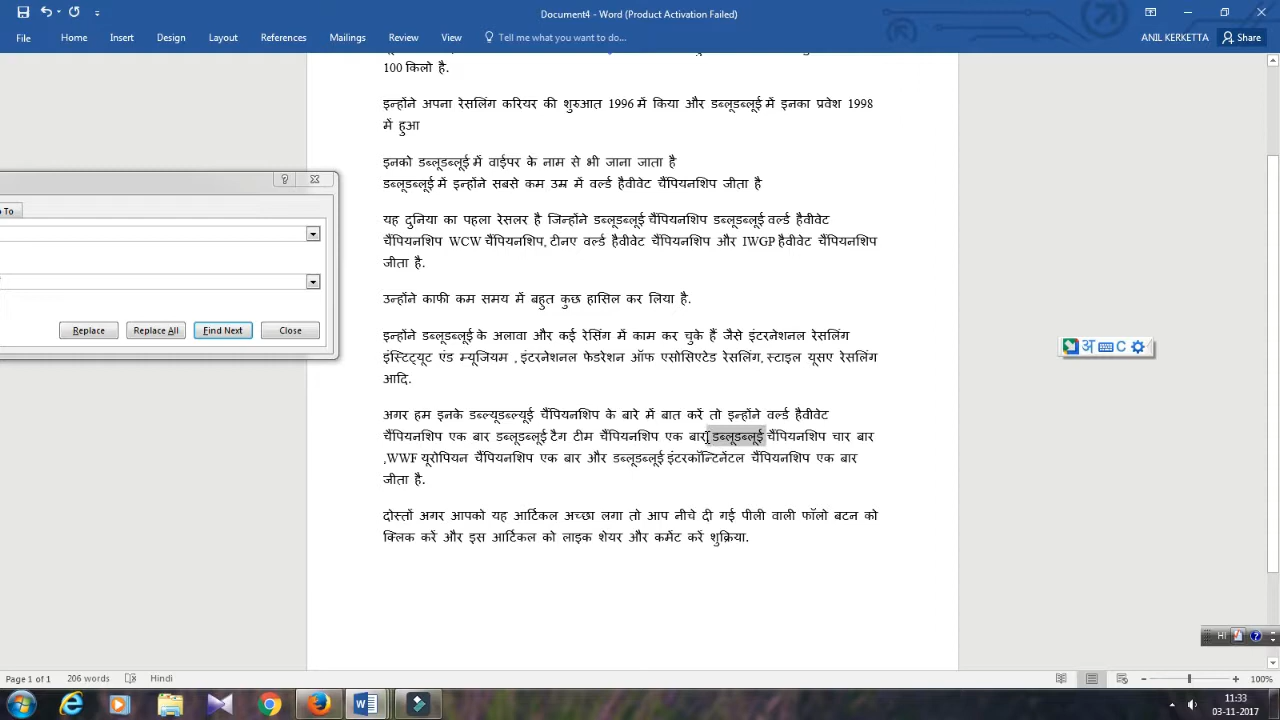 Document4 - Word (Product Activation Failed)
File Home Insert Design Layout References Mailings Review View Tell me what you want to do... ANIL KERKETTA Share
100 किलो है.
इन्होंने अपना रेसलिंग करियर की शुरुआत 1996 में किया और डब्लूडब्लूई में इनका प्रवेश 1998
में हुआ
इनको डब्लूडब्लूई में वाईपर के नाम से भी जाना जाता है
डब्लूडब्लूई में इन्होंने सबसे कम उम्र में वर्ल्ड हैवीवेट चैंपियनशिप जीता है
To
यह दुनिया का पहला रेसलर है जिन्होंने डब्लूडब्लूई चैंपियनशिप डब्लूडब्लूई वर्ल्ड हैवीवेट
चैंपियनशिप WCW चैंपियनशिप, टीनए वर्ल्ड हैवीवेट चैंपियनशिप और IWGP हैवीवेट चैंपियनशिप
जीता है.
उन्होंने काफी कम समय में बहुत कुछ हासिल कर लिया है.
Replace Replace All Find Next Close
इन्होंने डब्लूडब्लूई के अलावा और कई रेसिंग में काम कर चुके हैं जैसे इंटरनेशनल रेसलिंग
इंस्टिट्यूट एंड म्यूजियम , इंटरनेशनल फेडरेशन ऑफ एसोसिएटेड रेसलिंग, स्टाइल यूसए रेसलिंग
आदि.
अगर हम इनके डब्ल्यूडब्ल्यूई चैंपियनशिप के बारे में बात करें तो इन्होंने वर्ल्ड हैवीवेट
चैंपियनशिप एक बार डब्लूडब्लूई टैग टीम चैंपियनशिप एक बार डब्लूडब्लूई चैंपियनशिप चार बार
,WWF यूरोपियन चैंपियनशिप एक बार और डब्लूडब्लूई इंटरकॉन्टिनेंटल चैंपियनशिप एक बार
जीता है.
दोस्तों अगर आपको यह आर्टिकल अच्छा लगा तो आप नीचे दी गई पीली वाली फॉलो बटन को
क्लिक करें और इस आर्टिकल को लाइक शेयर और कमेंट करें शुक्रिया.
अ C
Hi
Page 1 of 1 206 words Hindi 100%
11:33
03-11-2017